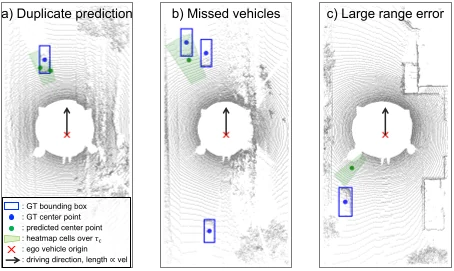 a) Duplicate prediction
b) Missed vehicles
c) Large range error
: GT bounding box
: GT center point
: predicted center point
: heatmap cells over τc
: ego vehicle origin
: driving direction, length ∝ vel